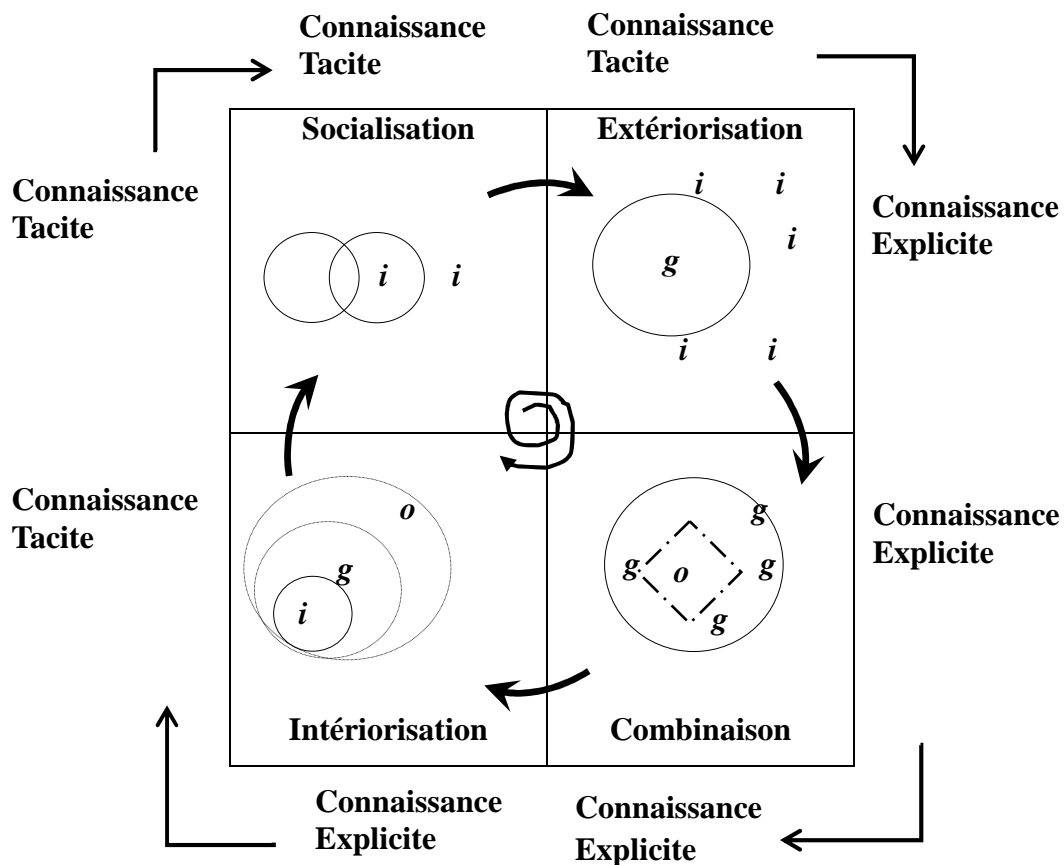 Connaissance
Tacite
Connaissance
Tacite
Socialisation
Extériorisation
Connaissance
Tacite
Connaissance
Explicite
i
i
i
g
i
i
i
i
Connaissance
Tacite
Connaissance
Explicite
o
g
i
g
g
o
g
g
Intériorisation
Combinaison
Connaissance
Explicite
Connaissance
Explicite